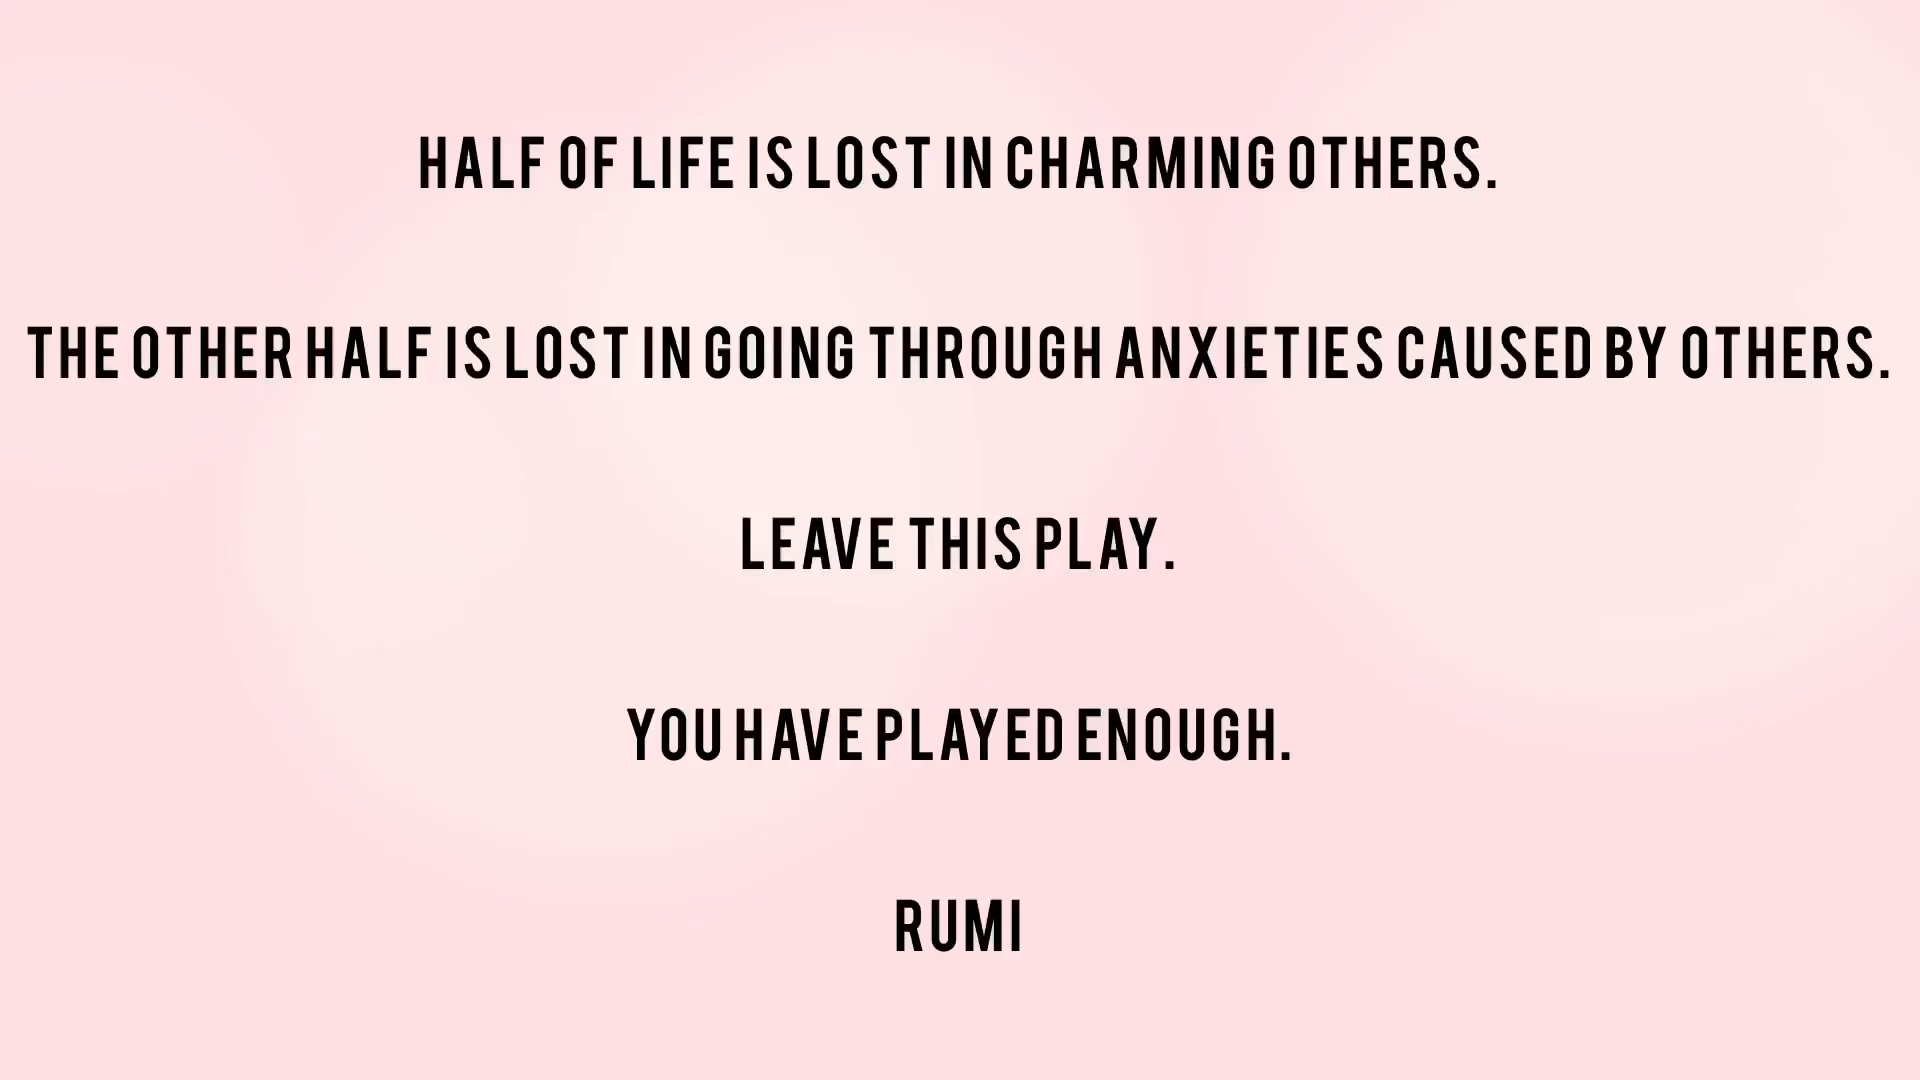 HALF OF LIFE IS LOST IN CHARMING OTHERS.
THE OTHER HALF IS LOST IN GOING THROUGH ANXIETIES CAUSED BY OTHERS.
LEAVE THIS PLAY.
YOU HAVE PLAYED ENOUGH.
RUMI